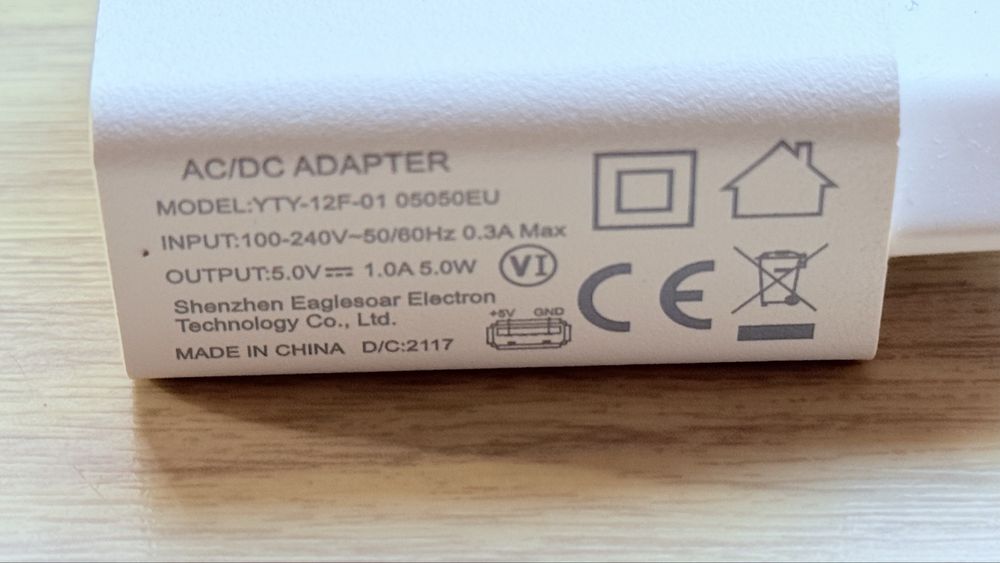 AC/DC ADAPTER
MODEL:YTY-12F-01 05050EU
INPUT:100-240V~50/60Hz 0.3A Max
OUTPUT:5.0V⎓ 1.0A 5.0W VI
Shenzhen Eaglesoar Electron
Technology Co., Ltd.
+5V GND
MADE IN CHINA D/C:2117
CE